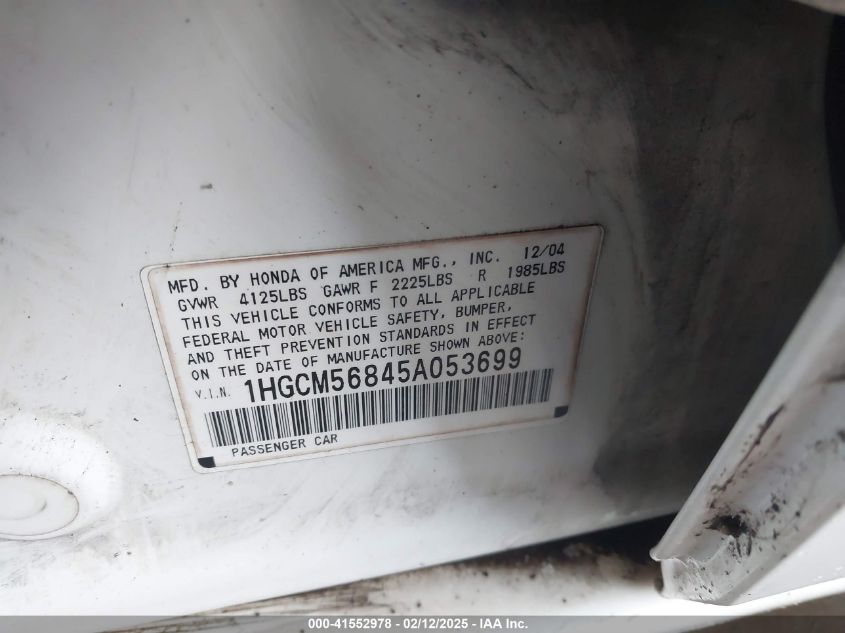 MFD. BY HONDA OF AMERICA MFG., INC. 12/04
GVWR 4125LBS GAWR F 2225LBS R 1985LBS
THIS VEHICLE CONFORMS TO ALL APPLICABLE
FEDERAL MOTOR VEHICLE SAFETY, BUMPER,
AND THEFT PREVENTION STANDARDS IN EFFECT
ON THE DATE OF MANUFACTURE SHOWN ABOVE:
V.I.N. 1HGCM56845A053699
PASSENGER CAR
000-41552978 - 02/12/2025 - IAA Inc.